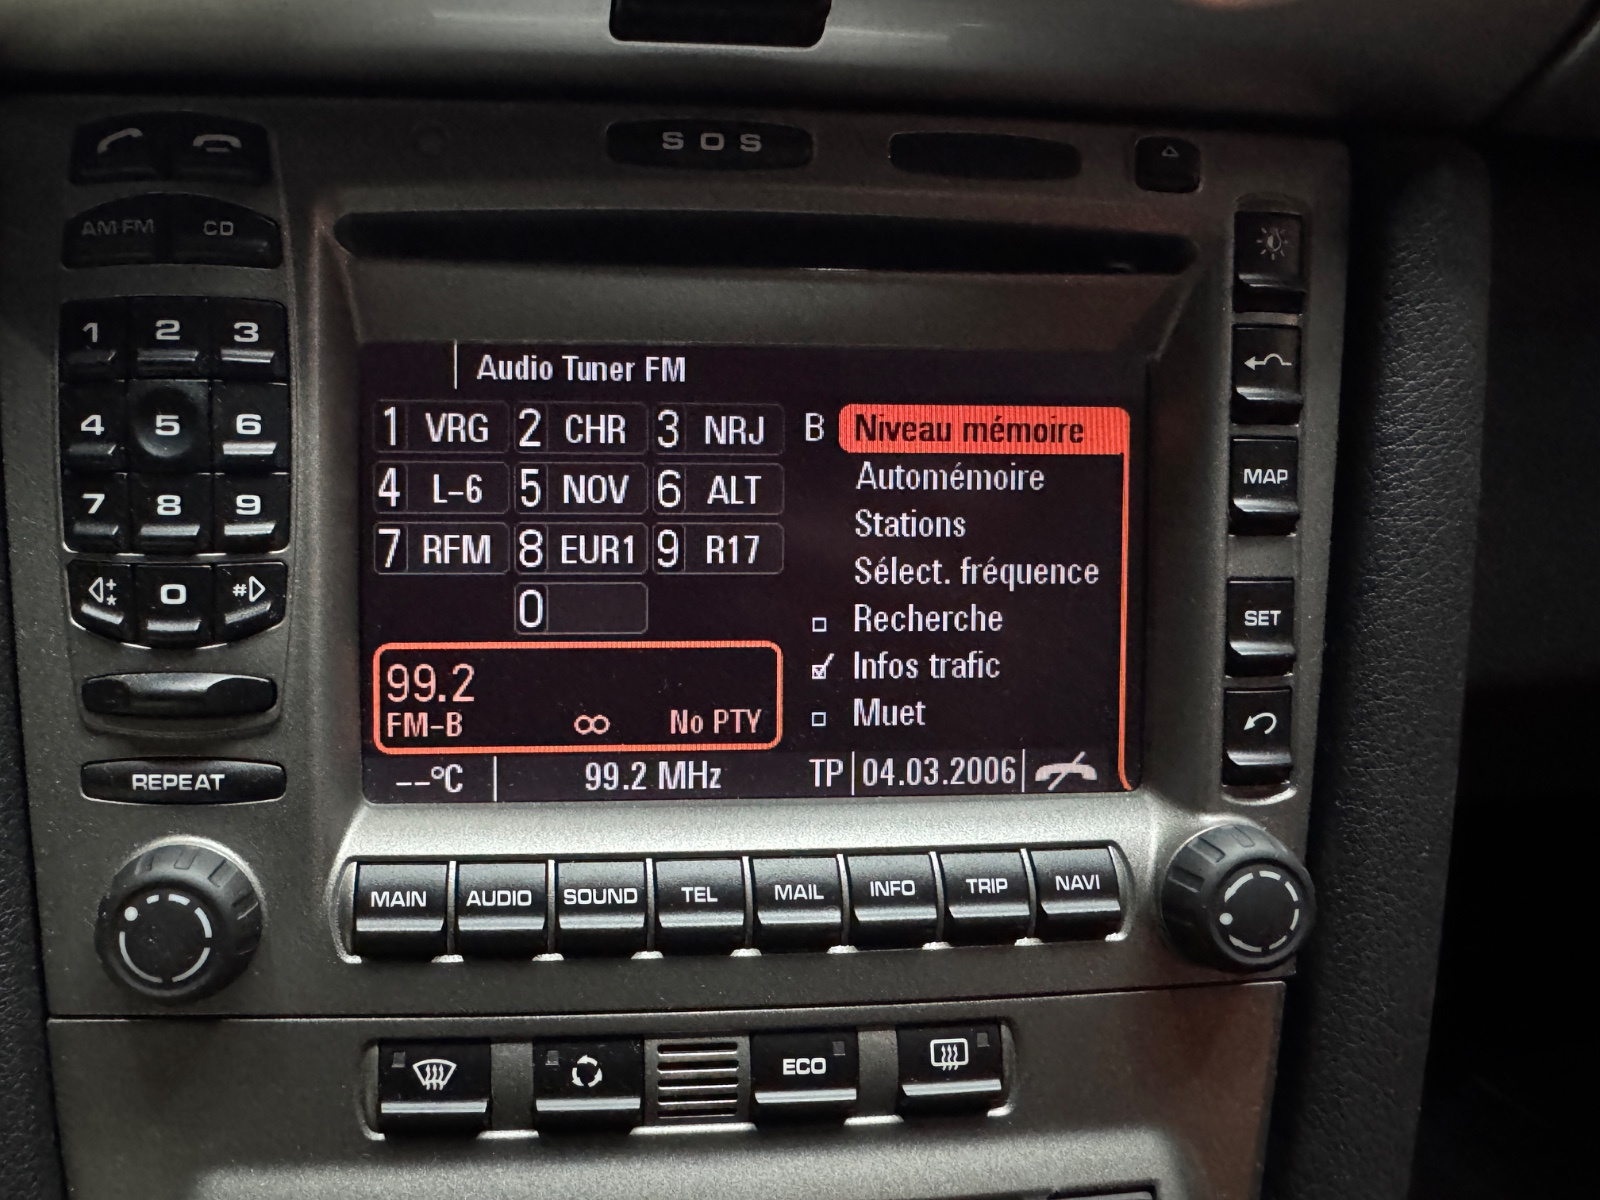 SOS
AM FM CD
1 2 3
4 5 6
7 8 9
* 0 #
REPEAT
Audio Tuner FM
1 VRG 2 CHR 3 NRJ
4 L-6 5 NOV 6 ALT
7 RFM 8 EUR1 9 R17
0
99.2
FM-B ∞ No PTY
B Niveau mémoire
Automémoire
Stations
Sélect. fréquence
Recherche
Infos trafic
Muet
--°C 99.2 MHz TP 04.03.2006
MAP
SET
MAIN AUDIO SOUND TEL MAIL INFO TRIP NAVI
ECO